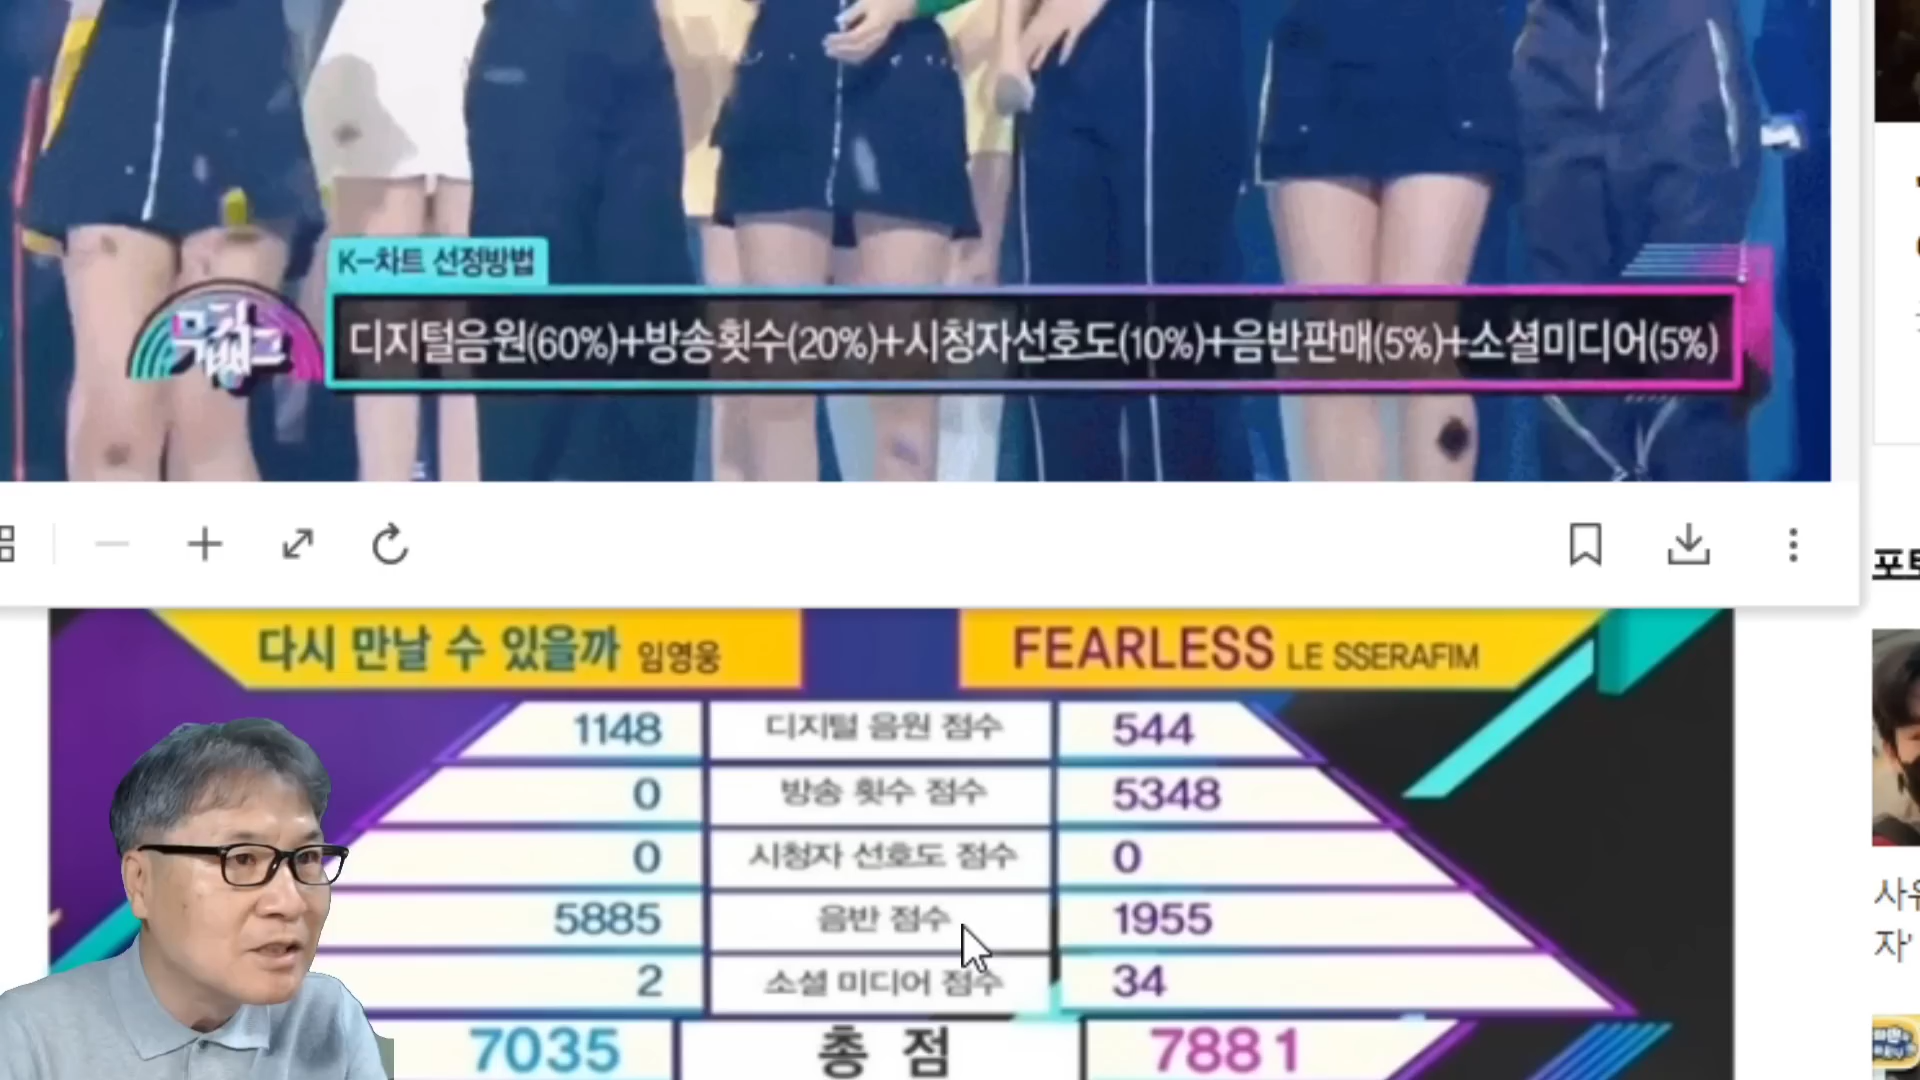 K-차트 선정방법
뮤직뱅크
디지털음원(60%)+방송횟수(20%)+시청자선호도(10%)+음반판매(5%)+소셜미디어(5%)
다시 만날 수 있을까 임영웅
FEARLESS LE SSERAFIM
1148 디지털 음원 점수 544
0 방송 횟수 점수 5348
0 시청자 선호도 점수 0
5885 음반 점수 1955
2 소셜 미디어 점수 34
7035 총 점 7881